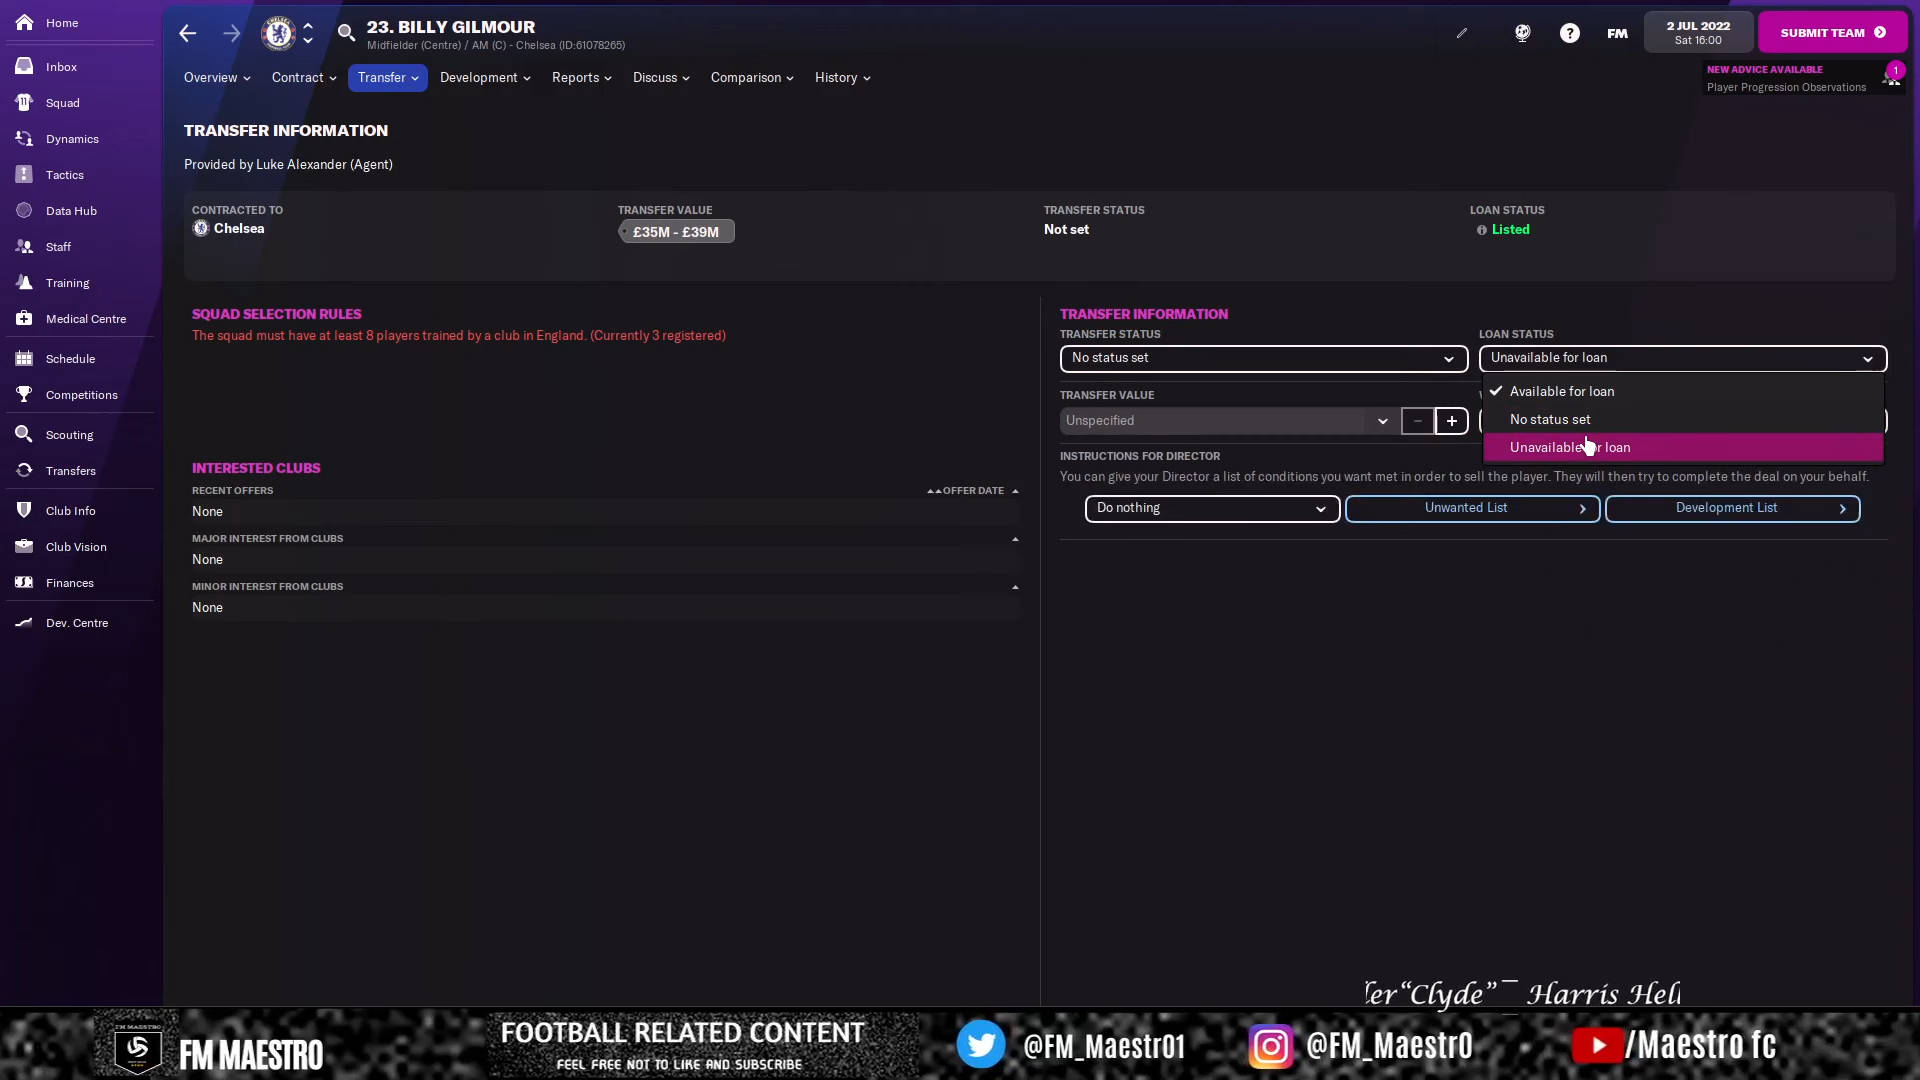 Home
Inbox
Squad
Dynamics
Tactics
Data Hub
Staff
Training
Medical Centre
Schedule
Competitions
Scouting
Transfers
Club Info
Club Vision
Finances
Dev. Centre
23. BILLY GILMOUR
Midfielder (Centre) / AM (C) - Chelsea (ID:61078265)
FM
2 JUL 2022
Sat 16:00
SUBMIT TEAM
Overview Contract Transfer Development Reports Discuss Comparison History
NEW ADVICE AVAILABLE 1
Player Progression Observations
TRANSFER INFORMATION
Provided by Luke Alexander (Agent)
CONTRACTED TO TRANSFER VALUE TRANSFER STATUS LOAN STATUS
Chelsea £35M - £39M Not set Listed
SQUAD SELECTION RULES
The squad must have at least 8 players trained by a club in England. (Currently 3 registered)
INTERESTED CLUBS
RECENT OFFERS OFFER DATE
None
MAJOR INTEREST FROM CLUBS
None
MINOR INTEREST FROM CLUBS
None
TRANSFER INFORMATION
TRANSFER STATUS LOAN STATUS
No status set Unavailable for loan
Available for loan
No status set
Unavailable for loan
TRANSFER VALUE
Unspecified
INSTRUCTIONS FOR DIRECTOR
You can give your Director a list of conditions you want met in order to sell the player. They will then try to complete the deal on your behalf.
Do nothing Unwanted List Development List
“Clyde” Harris
FM MAESTRO
FOOTBALL RELATED CONTENT
FEEL FREE NOT TO LIKE AND SUBSCRIBE
@FM_Maestr01
@FM_Maestr0
/Maestro fc